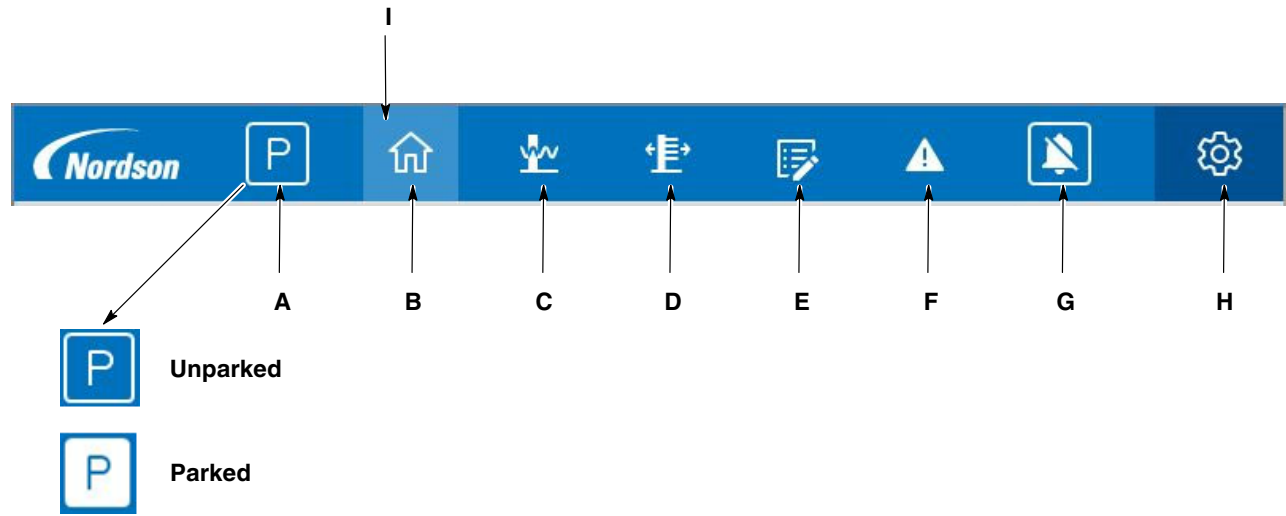 I
Nordson P
A B C D E F G H
P Unparked
P Parked